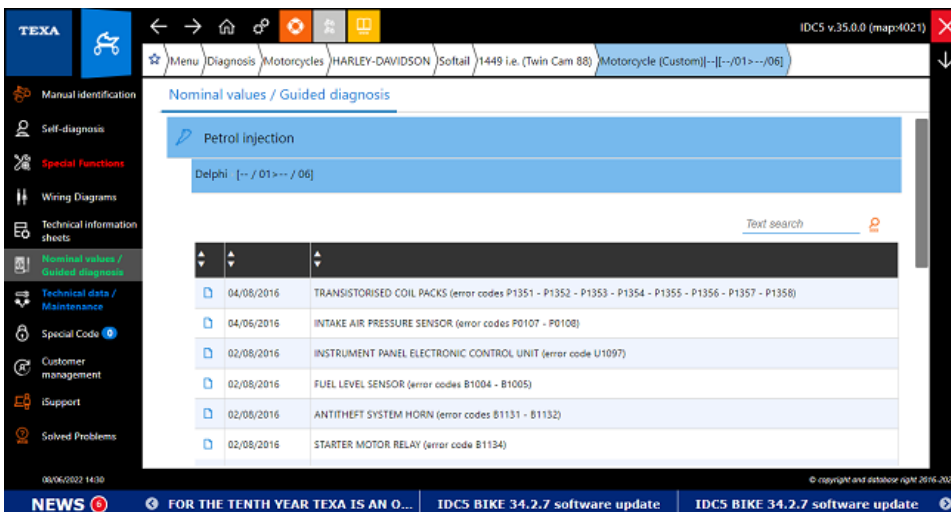 TEXA
IDC5 v.35.0.0 (map:4021)
Menu Diagnosis Motorcycles HARLEY-DAVIDSON Softail 1449 i.e. (Twin Cam 88) Motorcycle (Custom)|--|[--/01>--/06]
Manual identification
Self-diagnosis
Special Functions
Wiring Diagrams
Technical information
sheets
Nominal values /
Guided diagnosis
Technical data /
Maintenance
Special Code 0
Customer
management
iSupport
Solved Problems
Nominal values / Guided diagnosis
Petrol injection
Delphi [-- / 01>-- / 06]
Text search
04/08/2016 TRANSISTORISED COIL PACKS (error codes P1351 - P1352 - P1353 - P1354 - P1355 - P1356 - P1357 - P1358)
04/06/2016 INTAKE AIR PRESSURE SENSOR (error codes P0107 - P0108)
02/08/2016 INSTRUMENT PANEL ELECTRONIC CONTROL UNIT (error code U1097)
02/08/2016 FUEL LEVEL SENSOR (error codes B1004 - B1005)
02/08/2016 ANTITHEFT SYSTEM HORN (error codes B1131 - B1132)
02/08/2016 STARTER MOTOR RELAY (error code B1134)
08/06/2022 14:30
© copyright and database right 2016-202
NEWS 6 FOR THE TENTH YEAR TEXA IS AN O... IDC5 BIKE 34.2.7 software update IDC5 BIKE 34.2.7 software update